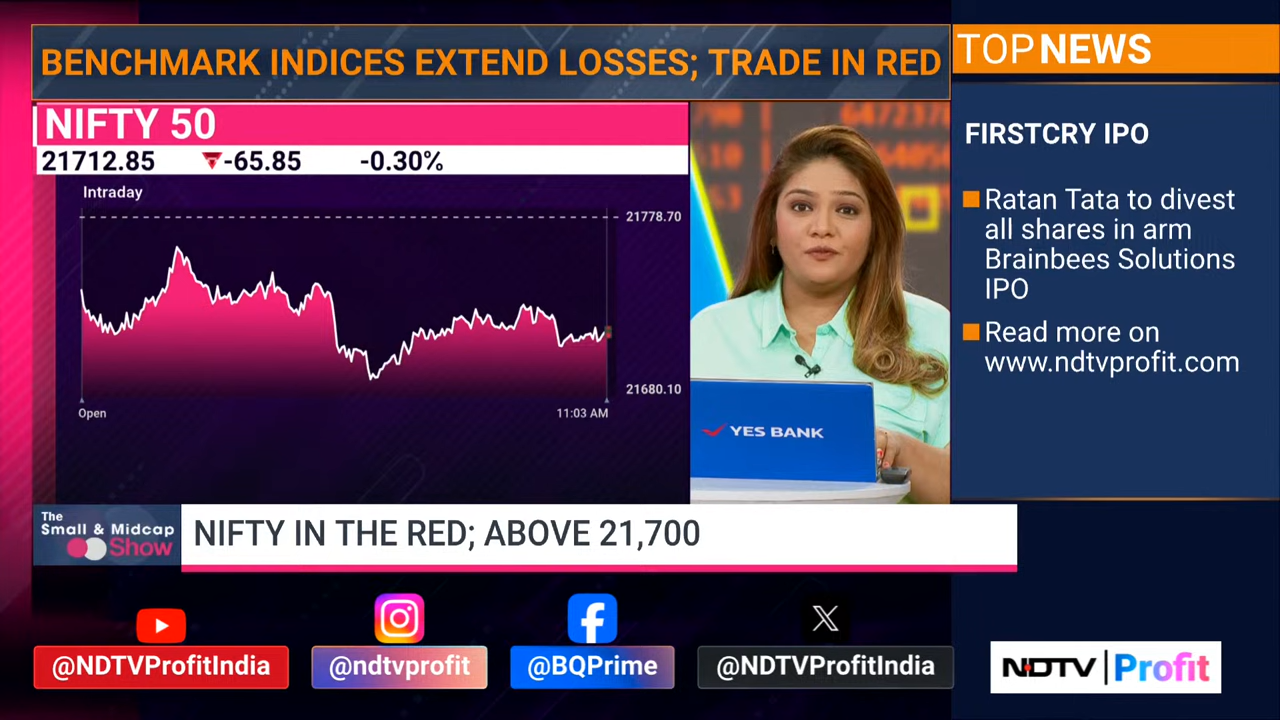 BENCHMARK INDICES EXTEND LOSSES; TRADE IN RED
TOP NEWS
NIFTY 50
21712.85 -65.85 -0.30%
Intraday
21778.70
21680.10
Open 11:03 AM
YES BANK
FIRSTCRY IPO
Ratan Tata to divest
all shares in arm
Brainbees Solutions
IPO
Read more on
www.ndtvprofit.com
The
Small & Midcap
Show
NIFTY IN THE RED; ABOVE 21,700
@NDTVProfitIndia
@ndtvprofit
@BQPrime
@NDTVProfitIndia
NDTV Profit